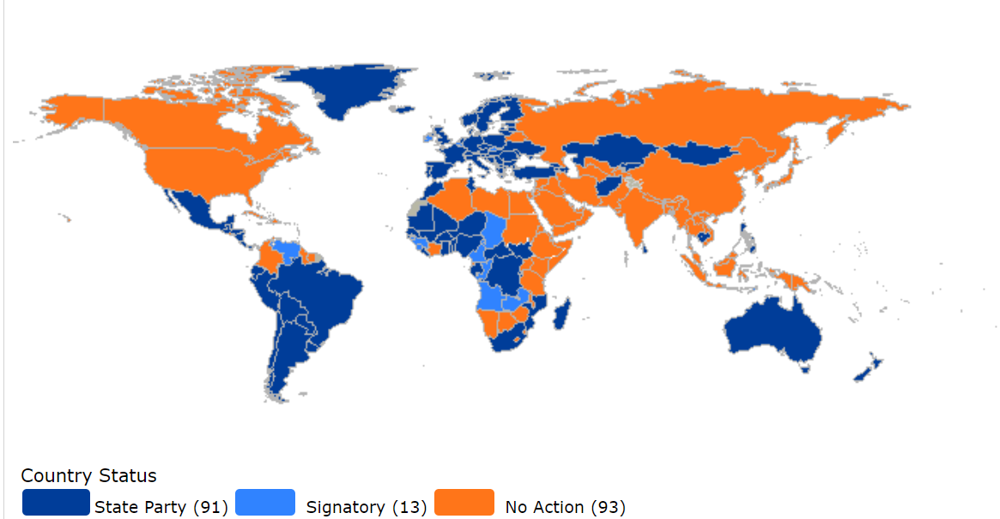 Country Status
State Party (91) Signatory (13) No Action (93)